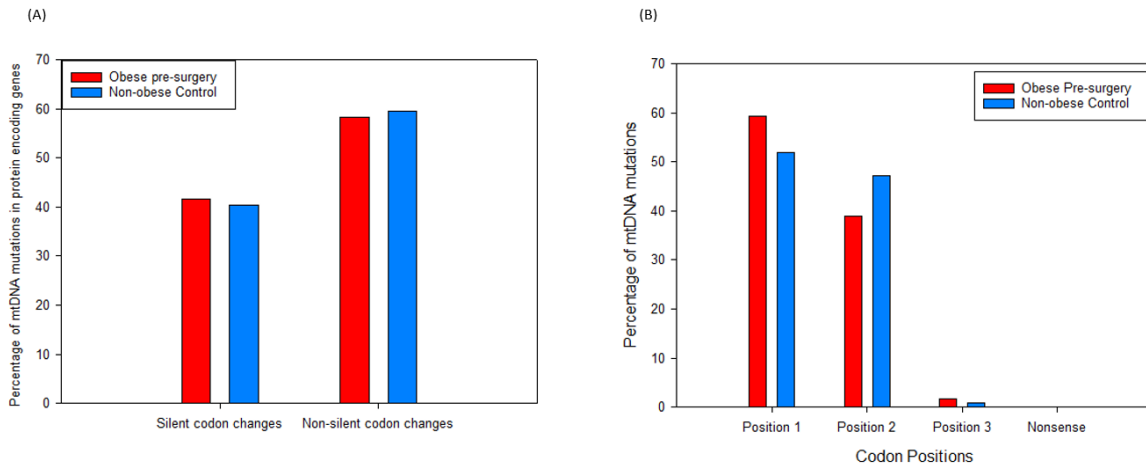 (A)
Percentage of mtDNA mutations in protein encoding genes
70
60
50
40
30
20
10
0
Obese pre-surgery
Non-obese Control
Silent codon changes
Non-silent codon changes
(B)
Percentage of mtDNA mutations
70
60
50
40
30
20
10
0
Obese Pre-surgery
Non-obese Control
Position 1
Position 2
Position 3
Nonsense
Codon Positions